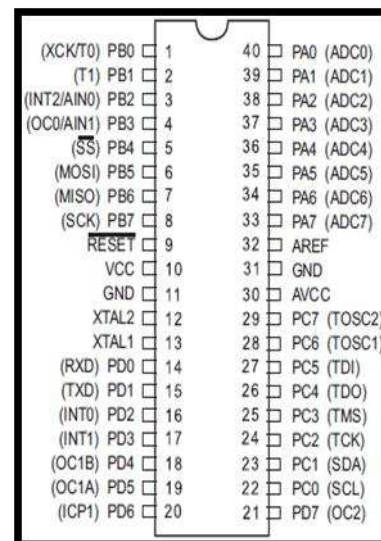 (XCK/T0) PB0 1 40 PA0 (ADC0)
(T1) PB1 2 39 PA1 (ADC1)
(INT2/AIN0) PB2 3 38 PA2 (ADC2)
(OC0/AIN1) PB3 4 37 PA3 (ADC3)
(SS) PB4 5 36 PA4 (ADC4)
(MOSI) PB5 6 35 PA5 (ADC5)
(MISO) PB6 7 34 PA6 (ADC6)
(SCK) PB7 8 33 PA7 (ADC7)
RESET 9 32 AREF
VCC 10 31 GND
GND 11 30 AVCC
XTAL2 12 29 PC7 (TOSC2)
XTAL1 13 28 PC6 (TOSC1)
(RXD) PD0 14 27 PC5 (TDI)
(TXD) PD1 15 26 PC4 (TDO)
(INT0) PD2 16 25 PC3 (TMS)
(INT1) PD3 17 24 PC2 (TCK)
(OC1B) PD4 18 23 PC1 (SDA)
(OC1A) PD5 19 22 PC0 (SCL)
(ICP1) PD6 20 21 PD7 (OC2)